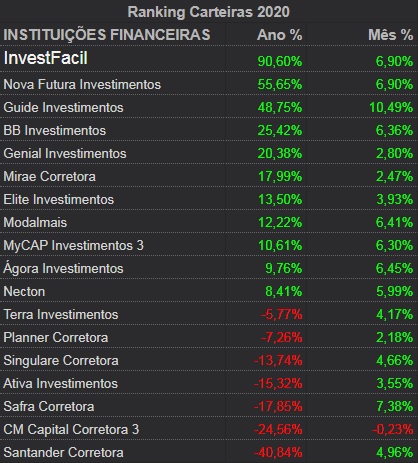 Ranking Carteiras 2020
INSTITUIÇÕES FINANCEIRAS Ano % Mês %
InvestFacil 90,60% 6,90%
Nova Futura Investimentos 55,65% 6,90%
Guide Investimentos 48,75% 10,49%
BB Investimentos 25,42% 6,36%
Genial Investimentos 20,38% 2,80%
Mirae Corretora 17,99% 2,47%
Elite Investimentos 13,50% 3,93%
Modalmais 12,22% 6,41%
MyCAP Investimentos 3 10,61% 6,30%
Ágora Investimentos 9,76% 6,45%
Necton 8,41% 5,99%
Terra Investimentos -5,77% 4,17%
Planner Corretora -7,26% 2,18%
Singulare Corretora -13,74% 4,66%
Ativa Investimentos -15,32% 3,55%
Safra Corretora -17,85% 7,38%
CM Capital Corretora 3 -24,56% -0,23%
Santander Corretora -40,84% 4,96%